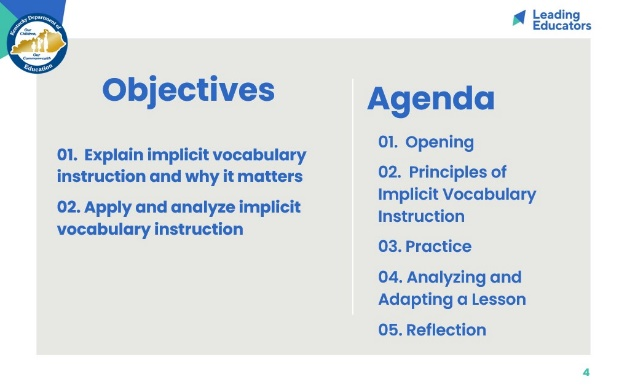 Kentucky Department of
Our Children,
Our Commonwealth
Education
Leading
Educators
Objectives
01. Explain implicit vocabulary
instruction and why it matters
02. Apply and analyze implicit
vocabulary instruction
Agenda
01. Opening
02. Principles of
Implicit Vocabulary
Instruction
03. Practice
04. Analyzing and
Adapting a Lesson
05. Reflection
4